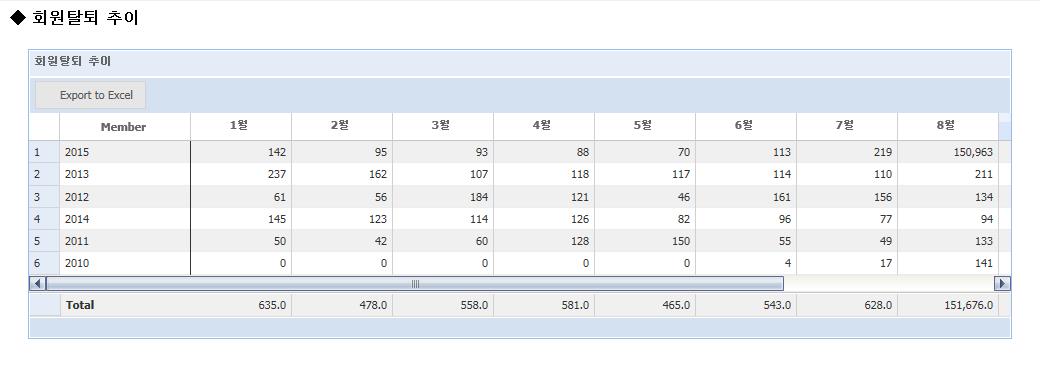 ◆ 회원탈퇴 추이
회원탈퇴 추이
Export to Excel
Member 1월 2월 3월 4월 5월 6월 7월 8월
1 2015 142 95 93 88 70 113 219 150,963
2 2013 237 162 107 118 117 114 110 211
3 2012 61 56 184 121 46 161 156 134
4 2014 145 123 114 126 82 96 77 94
5 2011 50 42 60 128 150 55 49 133
6 2010 0 0 0 0 0 4 17 141
Total 635.0 478.0 558.0 581.0 465.0 543.0 628.0 151,676.0